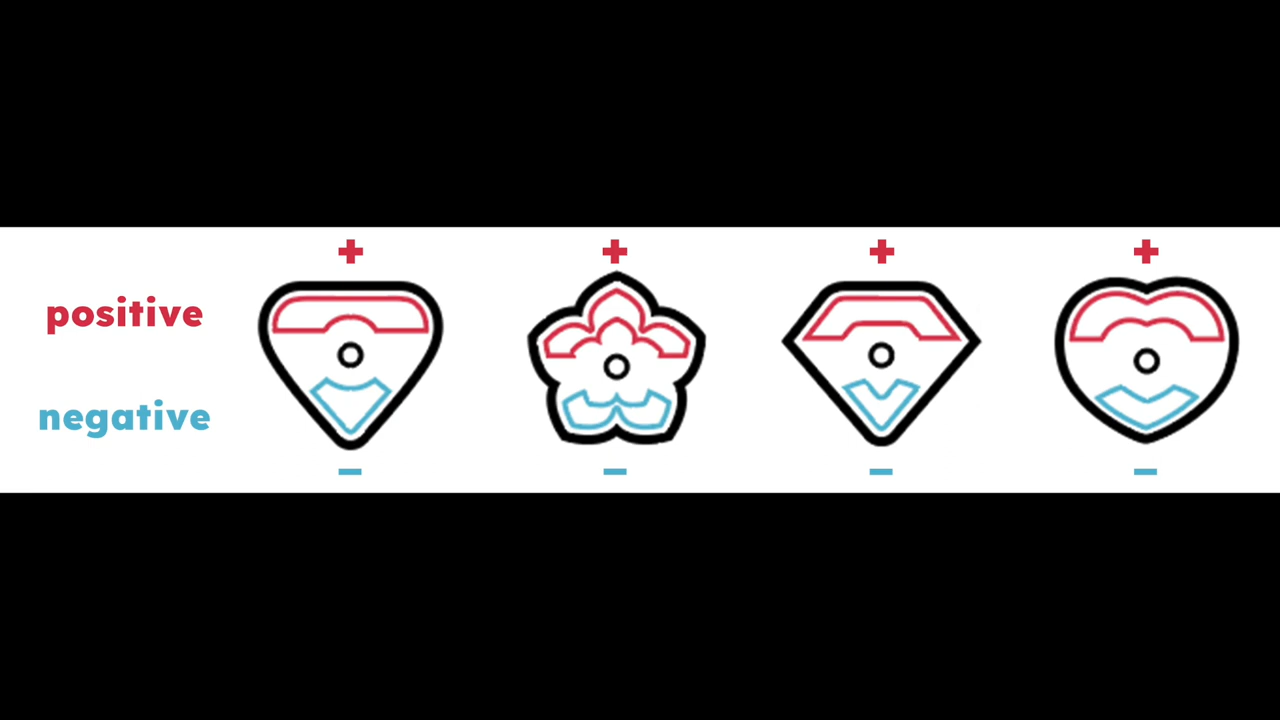 + + + +
positive
negative
– – – –